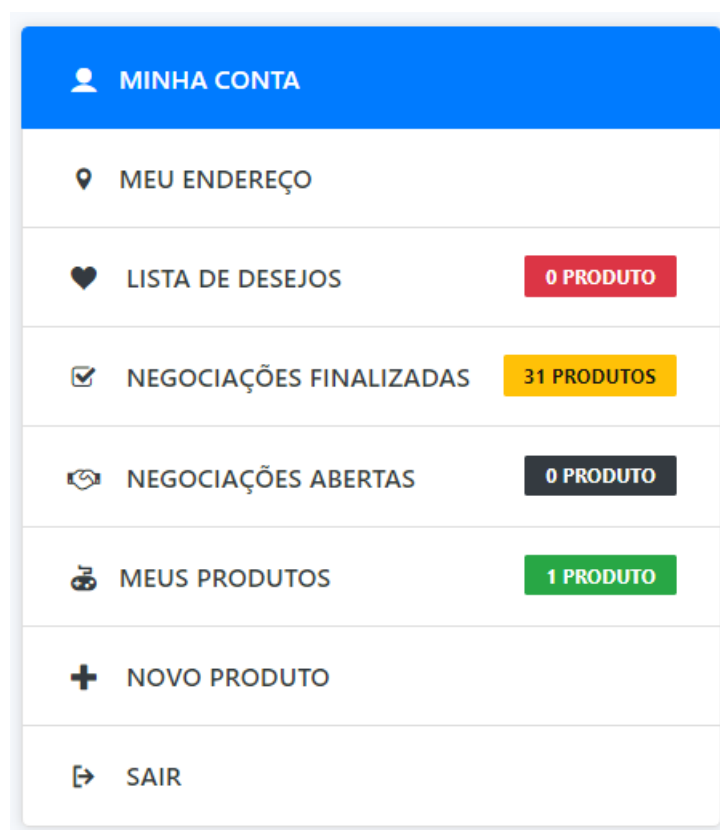 MINHA CONTA
MEU ENDEREÇO
LISTA DE DESEJOS 0 PRODUTO
NEGOCIAÇÕES FINALIZADAS 31 PRODUTOS
NEGOCIAÇÕES ABERTAS 0 PRODUTO
MEUS PRODUTOS 1 PRODUTO
NOVO PRODUTO
SAIR